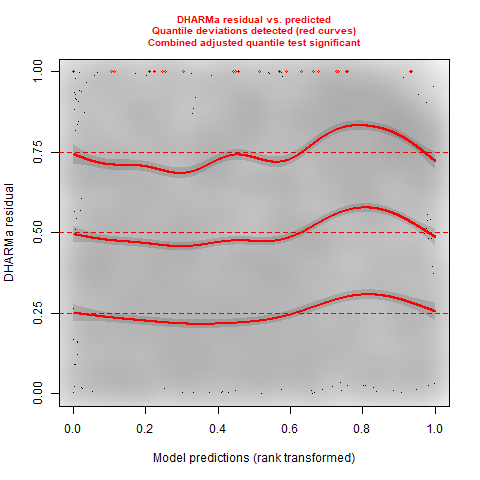 DHARMa residual vs. predicted
Quantile deviations detected (red curves)
Combined adjusted quantile test significant
DHARMa residual
1.00
0.75
0.50
0.25
0.00
0.0 0.2 0.4 0.6 0.8 1.0
Model predictions (rank transformed)